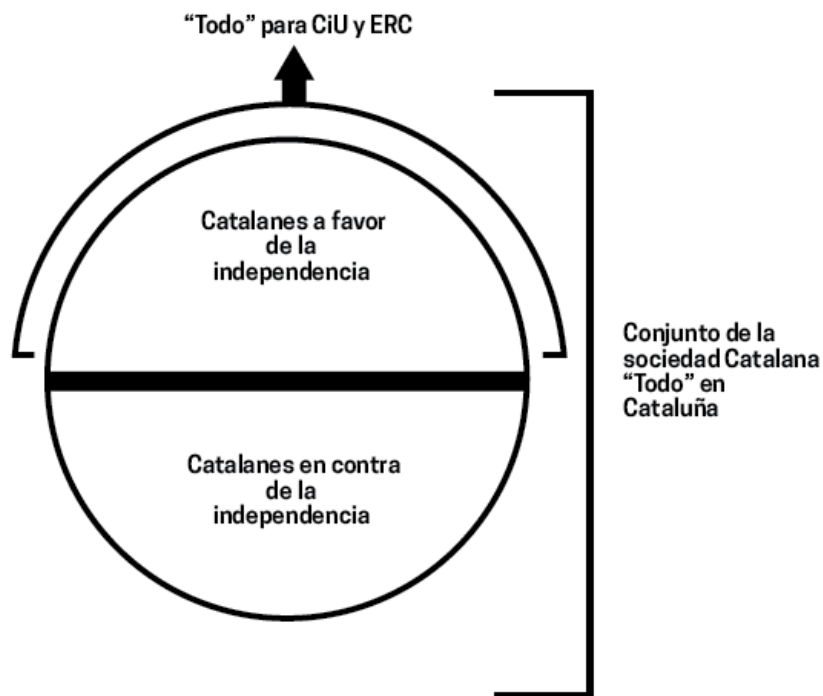 “Todo” para CiU y ERC
Catalanes a favor
de la
independencia
Conjunto de la
sociedad Catalana
“Todo” en
Cataluña
Catalanes en contra
de la
independencia